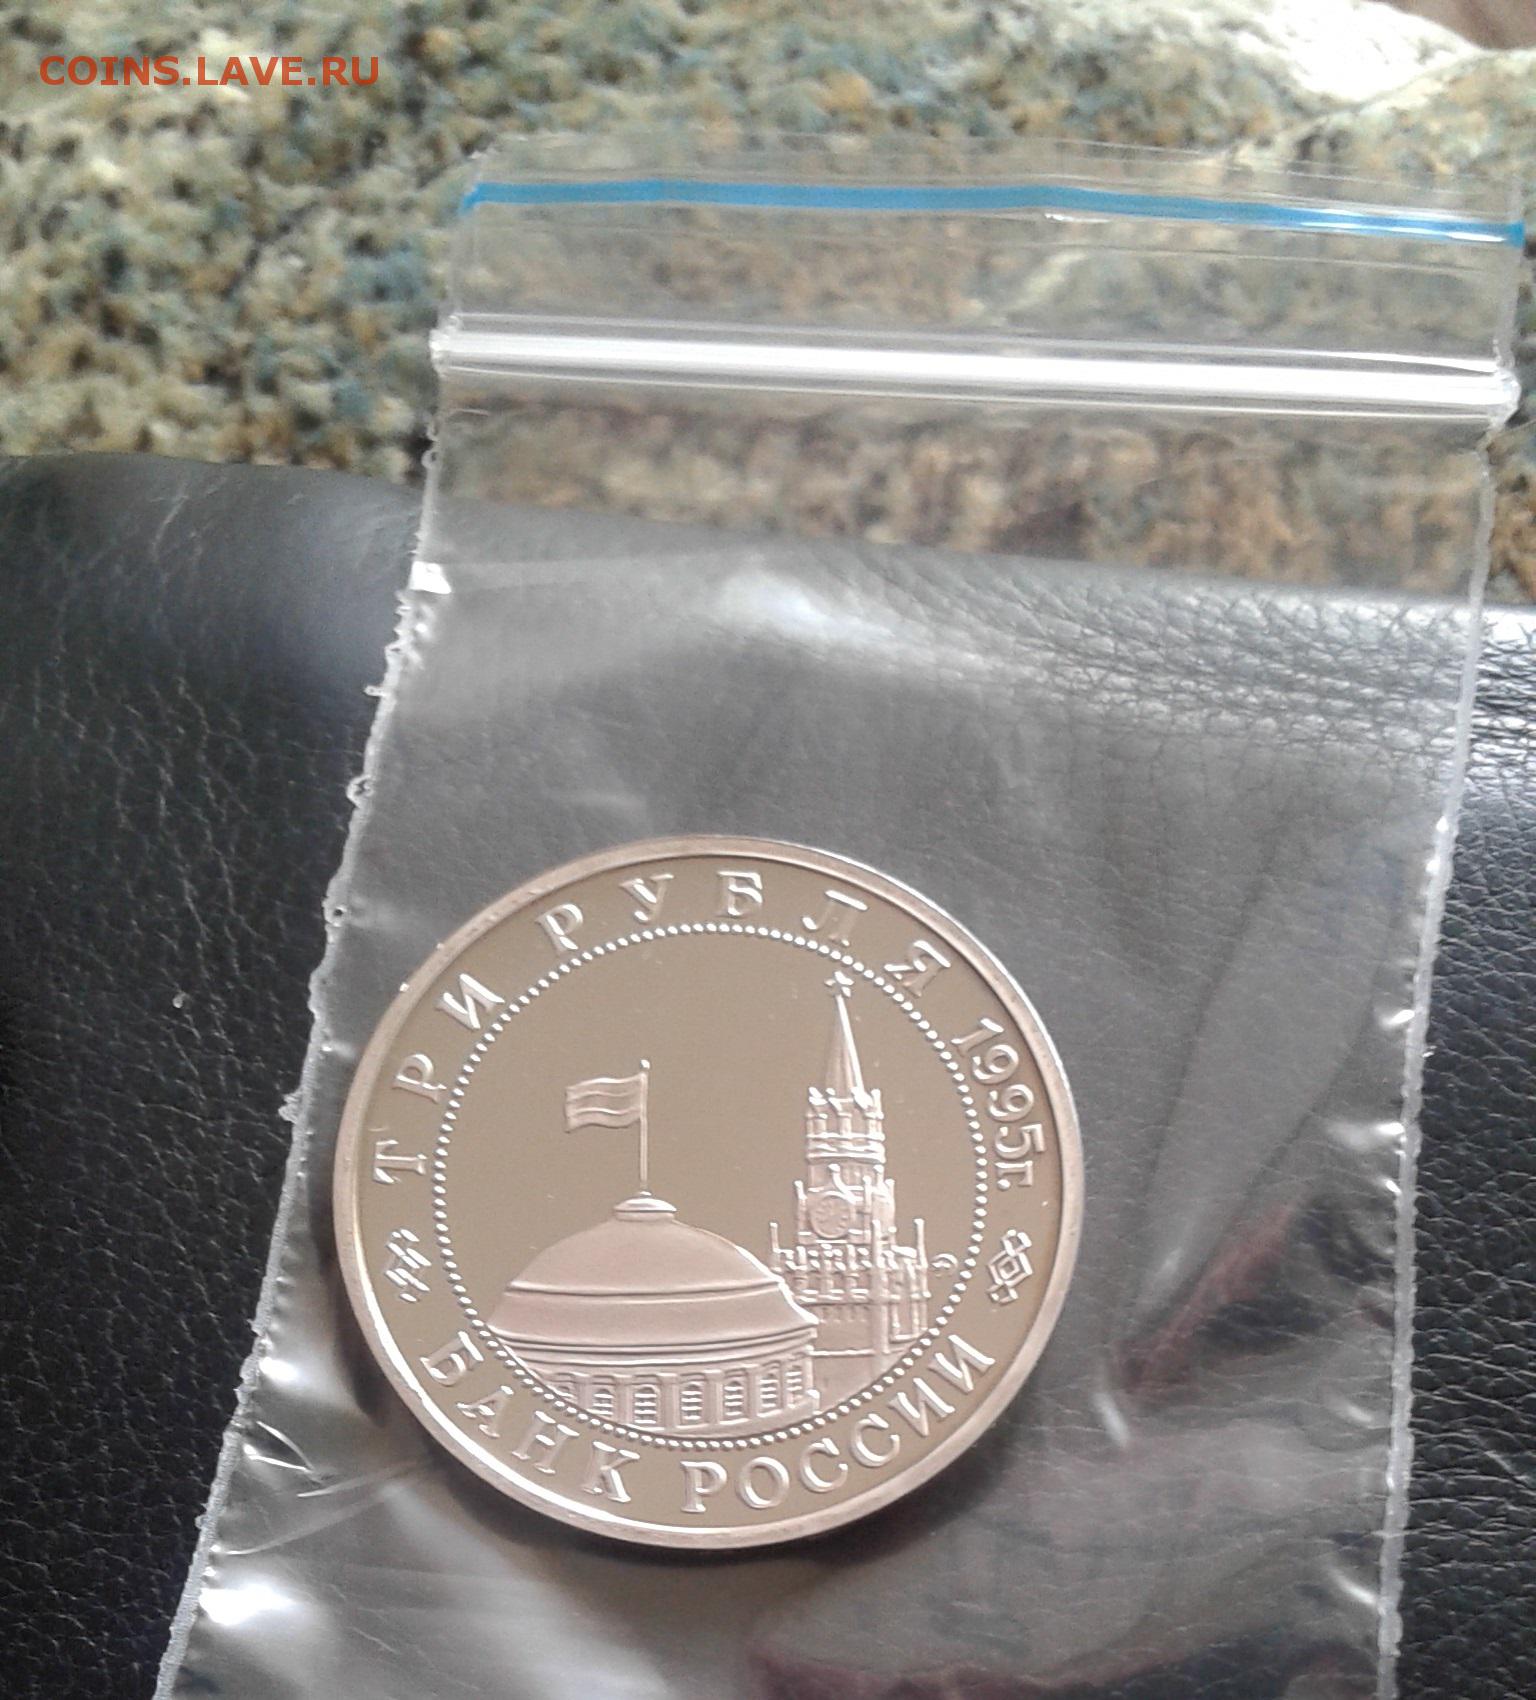 COINS.LAVE.RU
ТРИ РУБЛЯ 1995г.
БАНК РОССИИ